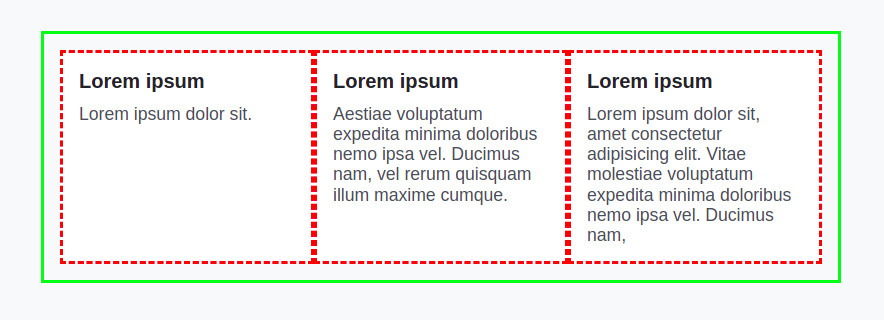 Lorem ipsum
Lorem ipsum dolor sit.
Lorem ipsum
Aestiae voluptatum
expedita minima doloribus
nemo ipsa vel. Ducimus
nam, vel rerum quisquam
illum maxime cumque.
Lorem ipsum
Lorem ipsum dolor sit,
amet consectetur
adipisicing elit. Vitae
molestiae voluptatum
expedita minima doloribus
nemo ipsa vel. Ducimus
nam,